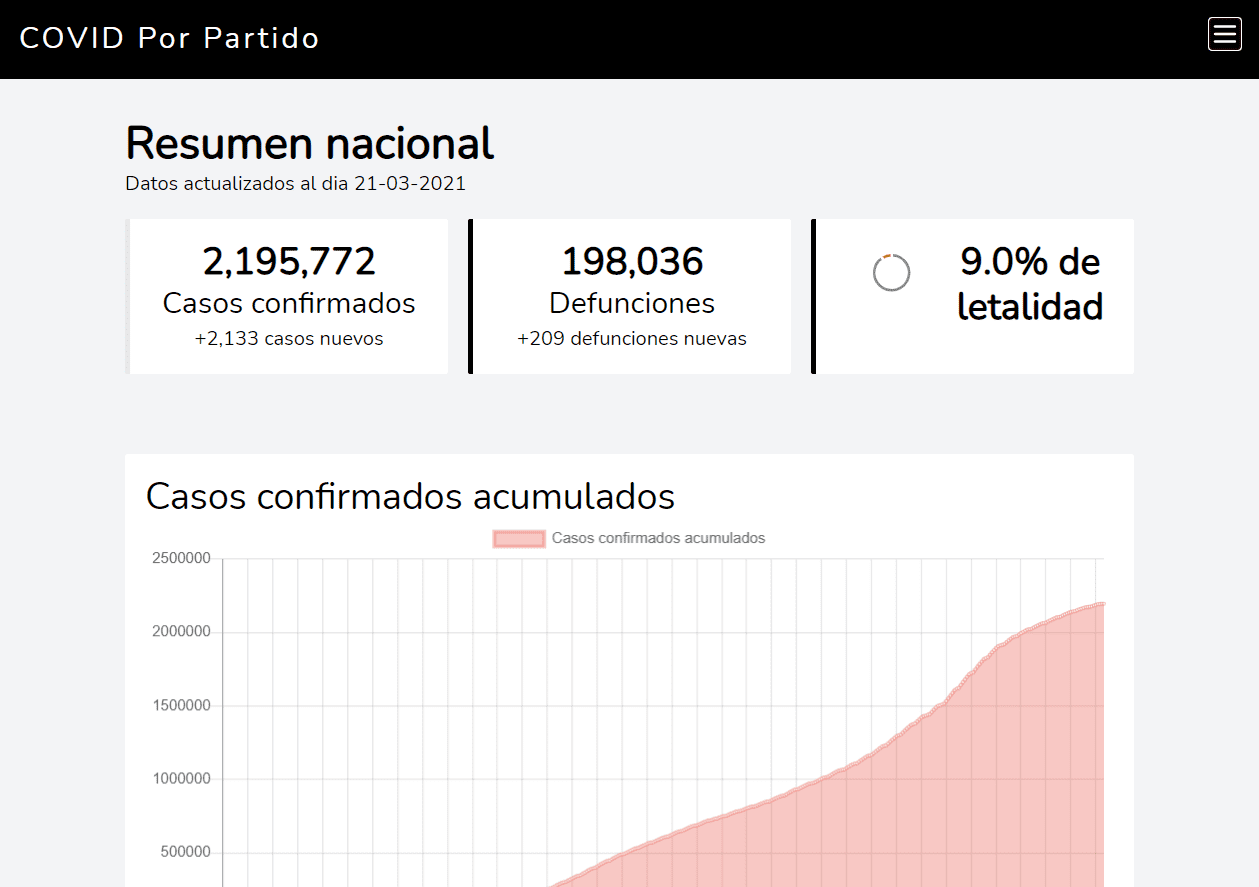 COVID Por Partido
Resumen nacional
Datos actualizados al dia 21-03-2021
2,195,772
Casos confirmados
+2,133 casos nuevos
198,036
Defunciones
+209 defunciones nuevas
9.0% de
letalidad
Casos confirmados acumulados
Casos confirmados acumulados
2500000
2000000
1500000
1000000
500000